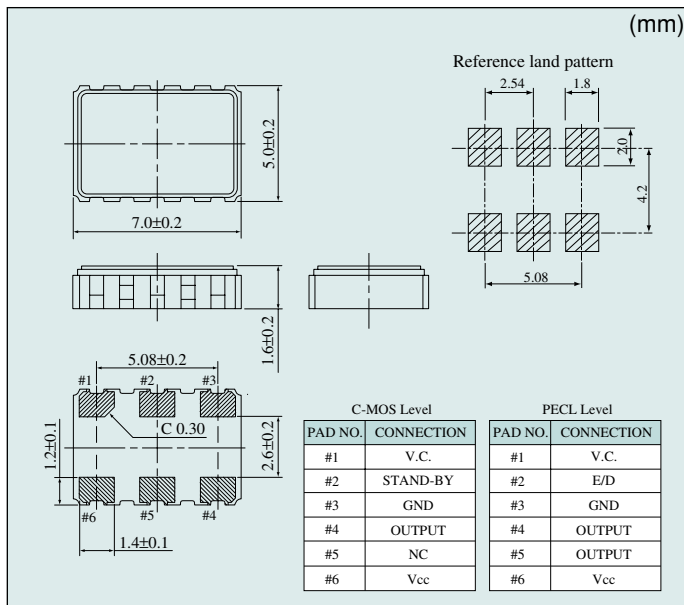 (mm)
Reference land pattern
2.54
1.8
2.0
4.2
5.08
5.0±0.2
7.0±0.2
1.6±0.2
5.08±0.2
#1
#2
#3
C 0.30
1.2±0.1
2.6±0.2
#6
#5
#4
1.4±0.1
C-MOS Level
PAD NO. CONNECTION
#1 V.C.
#2 STAND-BY
#3 GND
#4 OUTPUT
#5 NC
#6 Vcc
PECL Level
PAD NO. CONNECTION
#1 V.C.
#2 E/D
#3 GND
#4 OUTPUT
#5 OUTPUT
#6 Vcc